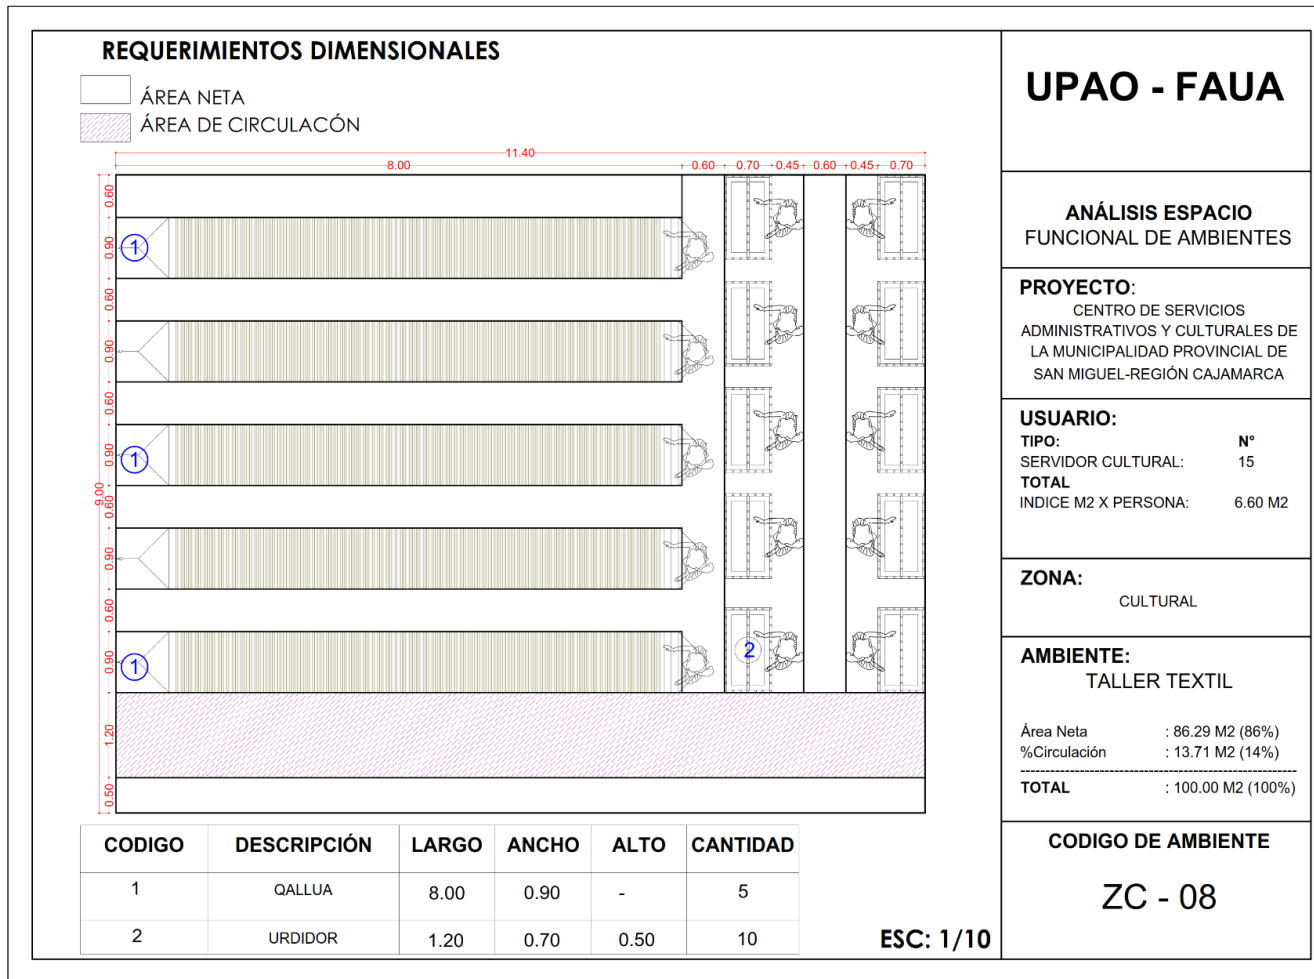 REQUERIMIENTOS DIMENSIONALES
ÁREA NETA
ÁREA DE CIRCULACÓN
11.40
8.00 0.60 0.70 0.45 0.60 0.45 0.70
0.60
0.90
0.60
0.90
0.60
0.90
0.60
0.90
0.60
0.90
1.20
0.50
9.00
1
1
1
2
CODIGO DESCRIPCIÓN LARGO ANCHO ALTO CANTIDAD
1 QALLUA 8.00 0.90 - 5
2 URDIDOR 1.20 0.70 0.50 10
ESC: 1/10
UPAO - FAUA
ANÁLISIS ESPACIO
FUNCIONAL DE AMBIENTES
PROYECTO:
CENTRO DE SERVICIOS
ADMINISTRATIVOS Y CULTURALES DE
LA MUNICIPALIDAD PROVINCIAL DE
SAN MIGUEL-REGIÓN CAJAMARCA
USUARIO:
TIPO: N°
SERVIDOR CULTURAL: 15
TOTAL
INDICE M2 X PERSONA: 6.60 M2
ZONA:
CULTURAL
AMBIENTE:
TALLER TEXTIL
Área Neta : 86.29 M2 (86%)
%Circulación : 13.71 M2 (14%)
TOTAL : 100.00 M2 (100%)
CODIGO DE AMBIENTE
ZC - 08